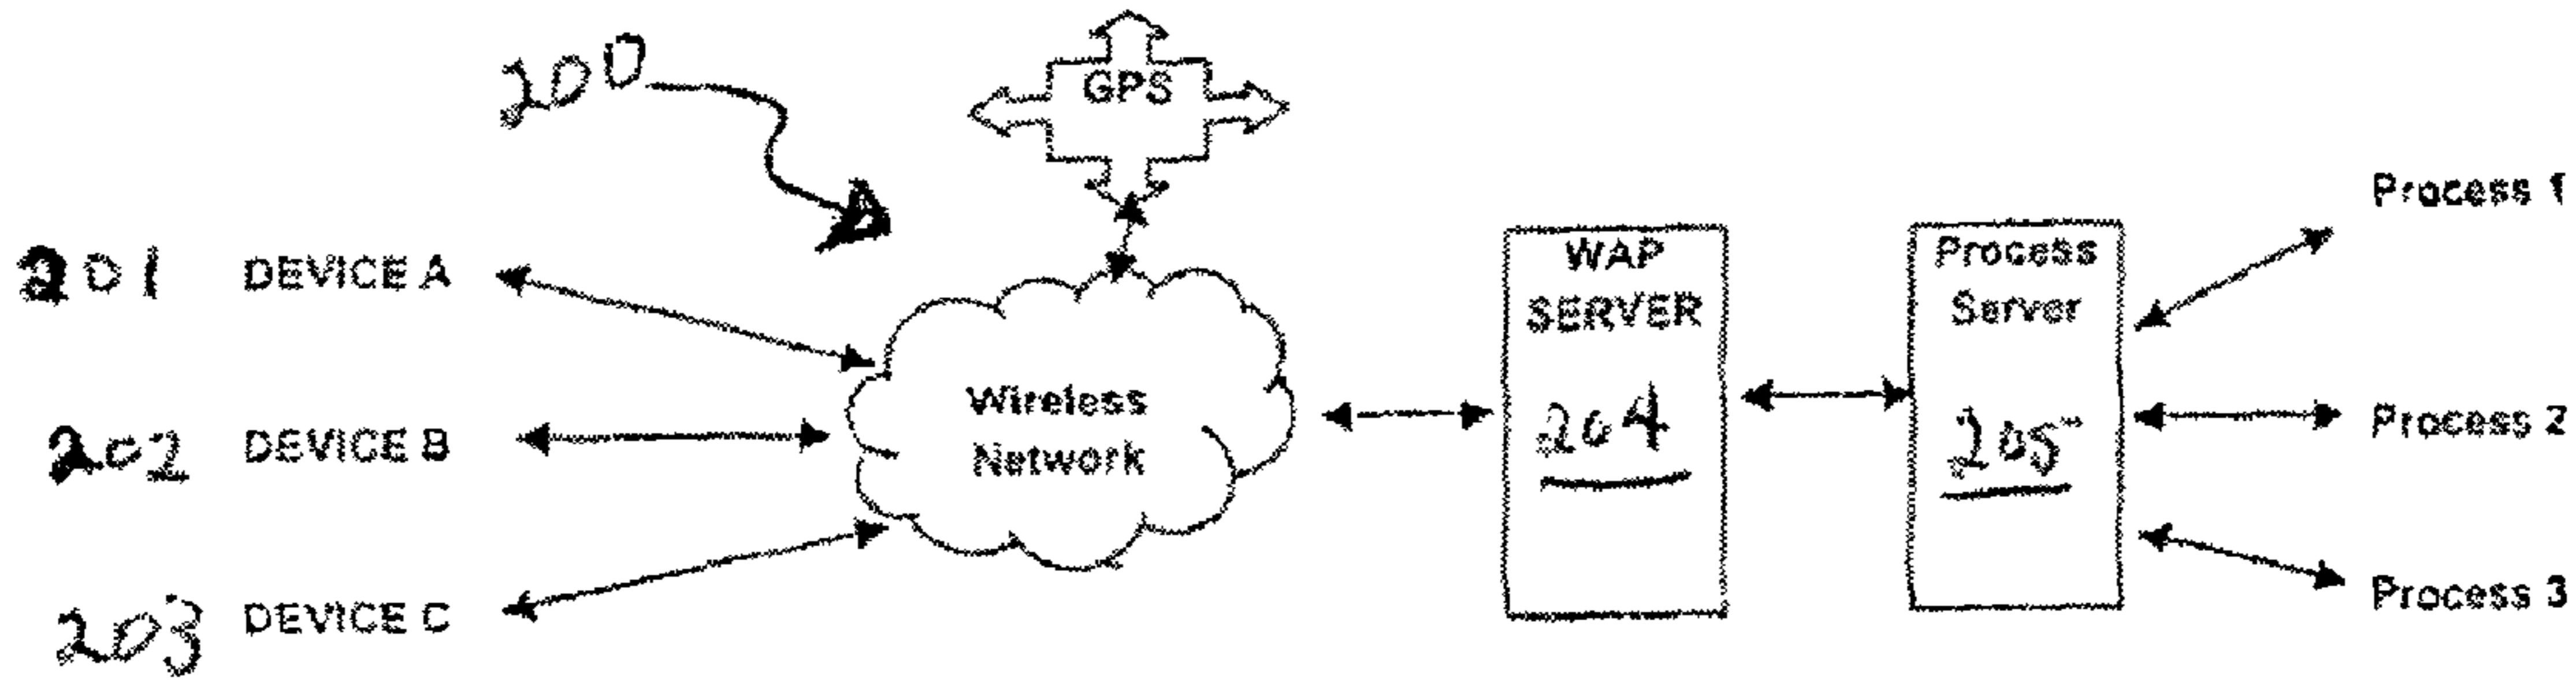 200
GPS
201 DEVICE A
202 DEVICE B
203 DEVICE C
Wireless
Network
WAP
SERVER
204
Process
Server
205
Process 1
Process 2
Process 3